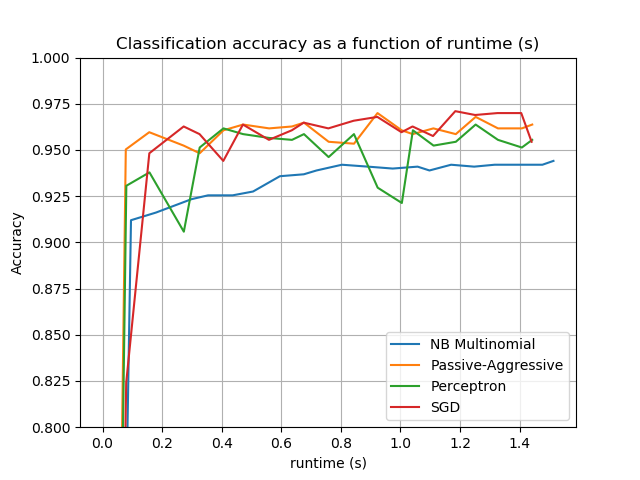 Classification accuracy as a function of runtime (s)
1.000
0.975
0.950
0.925
0.900
0.875
0.850
0.825
0.800
Accuracy
NB Multinomial
Passive-Aggressive
Perceptron
SGD
0.0 0.2 0.4 0.6 0.8 1.0 1.2 1.4
runtime (s)